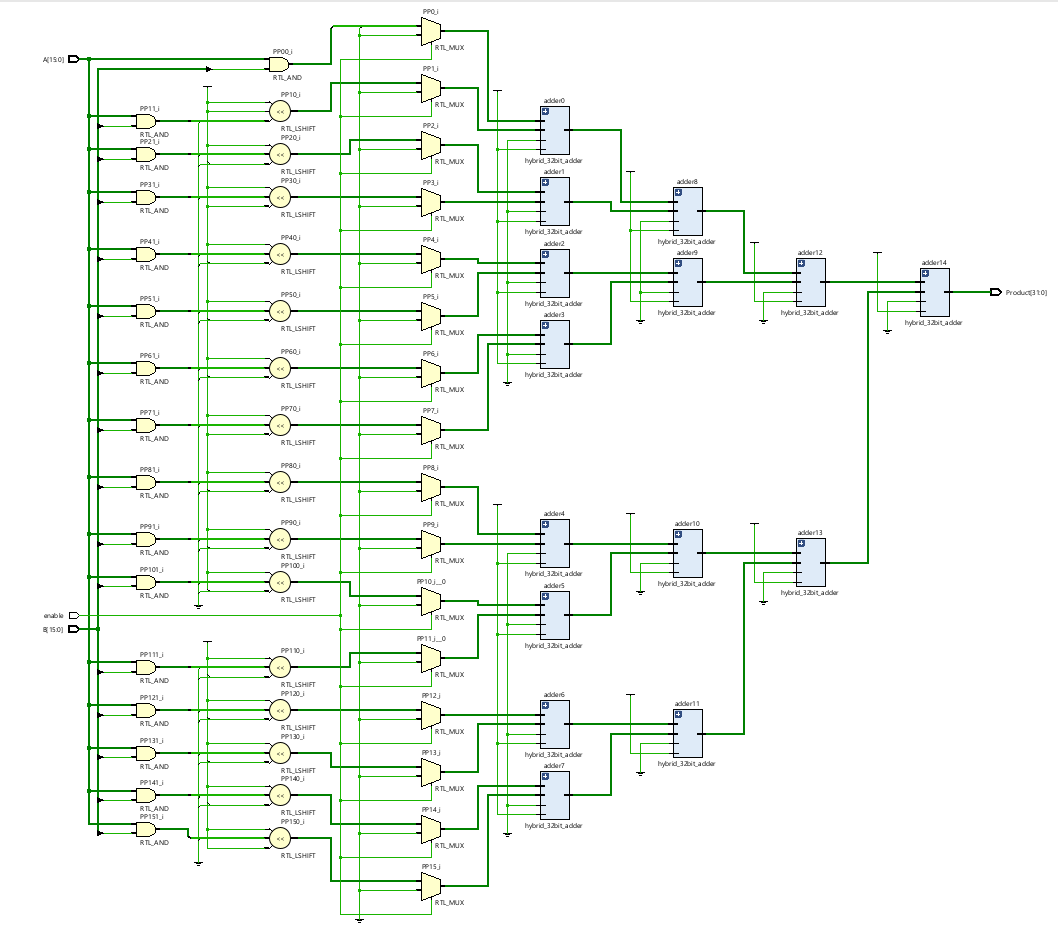 PP0_i
A[15:0]
PP00_i
RTL_MUX
RTL_AND
PP1_i
PP10_i
RTL_MUX
PP11_i
adder0
RTL_AND
RTL_LSHIFT
PP2_i
PP21_i
PP20_i
RTL_MUX
hybrid_32bit_adder
RTL_AND
RTL_LSHIFT
adder1
PP3_i
PP31_i
PP30_i
adder8
RTL_AND
RTL_LSHIFT
RTL_MUX
hybrid_32bit_adder
PP4_i
PP41_i
PP40_i
adder2
hybrid_32bit_adder
adder9
adder12
adder14
RTL_AND
RTL_LSHIFT
RTL_MUX
PP5_i
PP51_i
PP50_i
Product[31:0]
hybrid_32bit_adder
hybrid_32bit_adder
hybrid_32bit_adder
adder3
hybrid_32bit_adder
RTL_AND
RTL_LSHIFT
RTL_MUX
PP6_i
PP61_i
PP60_i
hybrid_32bit_adder
RTL_AND
RTL_LSHIFT
RTL_MUX
PP7_i
PP71_i
PP70_i
RTL_AND
RTL_LSHIFT
RTL_MUX
PP8_i
PP81_i
PP80_i
RTL_AND
RTL_LSHIFT
RTL_MUX
adder4
PP9_i
PP91_i
PP90_i
adder10
adder13
RTL_AND
RTL_LSHIFT
RTL_MUX
PP101_i
PP100_i
hybrid_32bit_adder
hybrid_32bit_adder
PP10_i__0
adder5
hybrid_32bit_adder
RTL_AND
RTL_LSHIFT
enable
RTL_MUX
B[15:0]
PP11_i__0
hybrid_32bit_adder
PP111_i
PP110_i
RTL_MUX
RTL_AND
RTL_LSHIFT
PP121_i
PP120_i
PP12_i
adder6
adder11
RTL_AND
RTL_LSHIFT
RTL_MUX
PP131_i
PP130_i
PP13_i
hybrid_32bit_adder
hybrid_32bit_adder
adder7
RTL_AND
RTL_LSHIFT
PP141_i
PP140_i
RTL_MUX
RTL_AND
PP14_i
PP151_i
RTL_LSHIFT
PP150_i
hybrid_32bit_adder
RTL_AND
RTL_LSHIFT
RTL_MUX
PP15_i
RTL_MUX